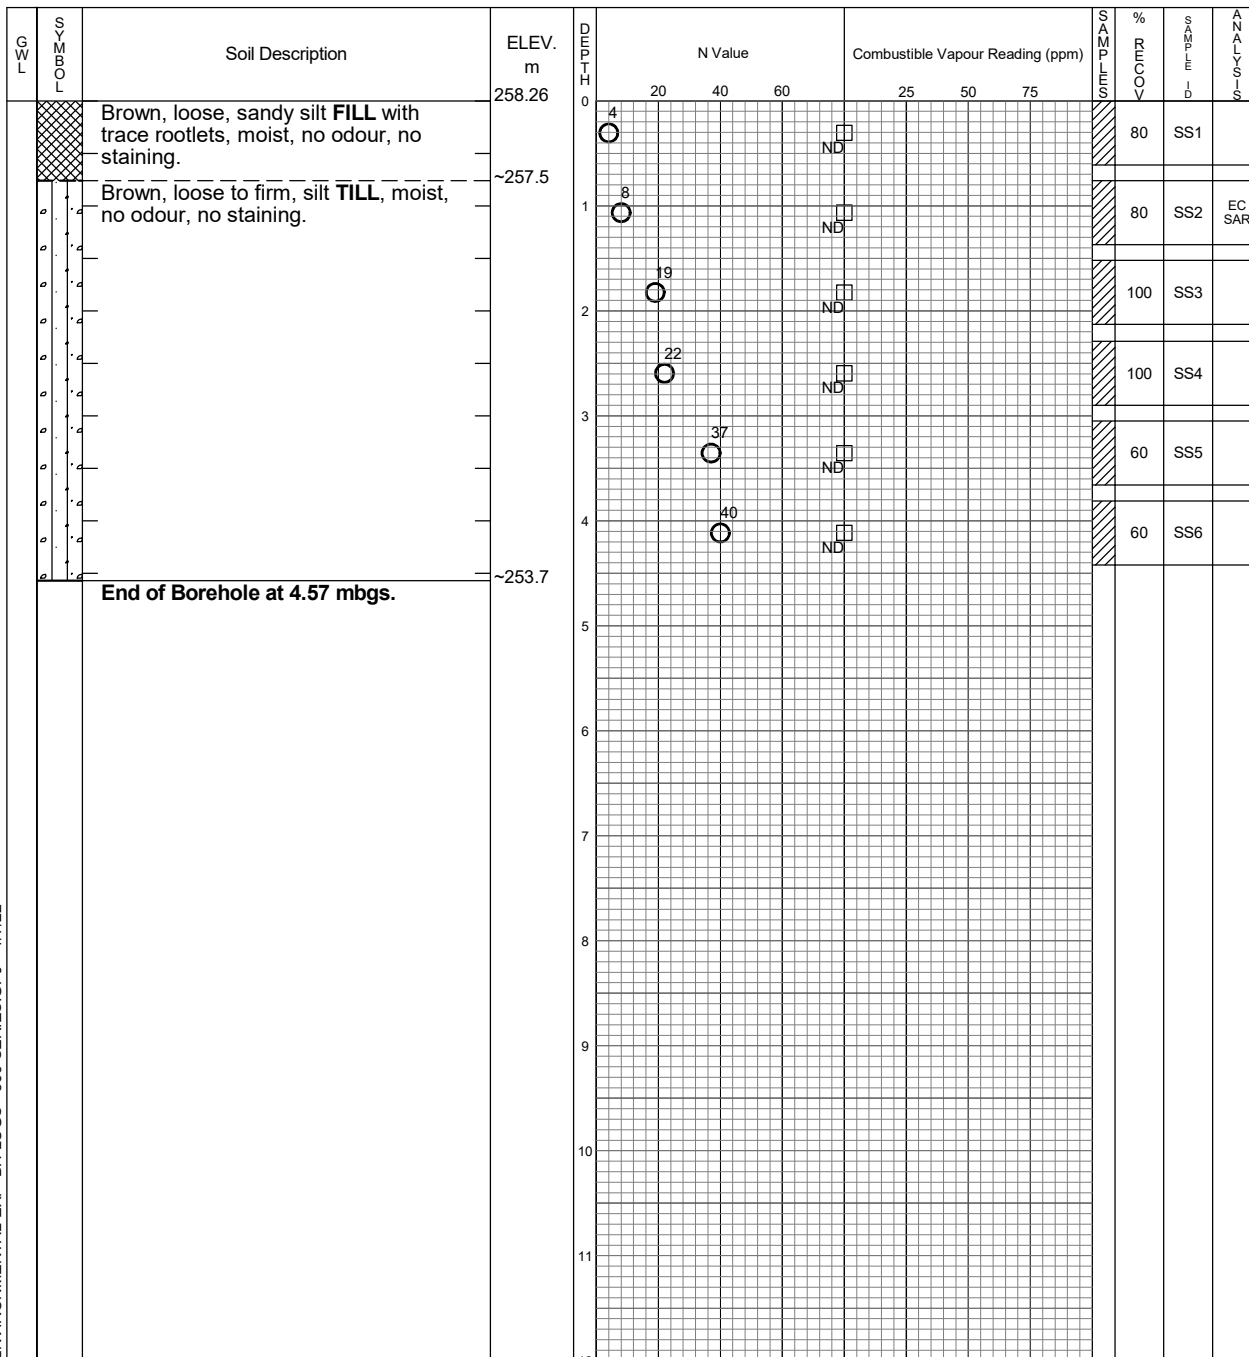 GWL
SYMBOL
Soil Description
ELEV.
m
DEPTH
N Value
20 40 60
Combustible Vapour Reading (ppm)
25 50 75
SAMPLES
% RECOV
SAMPLE ID
ANALYSIS
258.26
0
Brown, loose, sandy silt FILL with
trace rootlets, moist, no odour, no
staining.
4
ND
80 SS1
~257.5
Brown, loose to firm, silt TILL, moist,
no odour, no staining.
1
8
ND
80 SS2 EC
SAR
19
ND
100 SS3
2
22
ND
100 SS4
3
37
ND
60 SS5
4
40
ND
60 SS6
~253.7
End of Borehole at 4.57 mbgs.
5
6
7
8
9
10
11